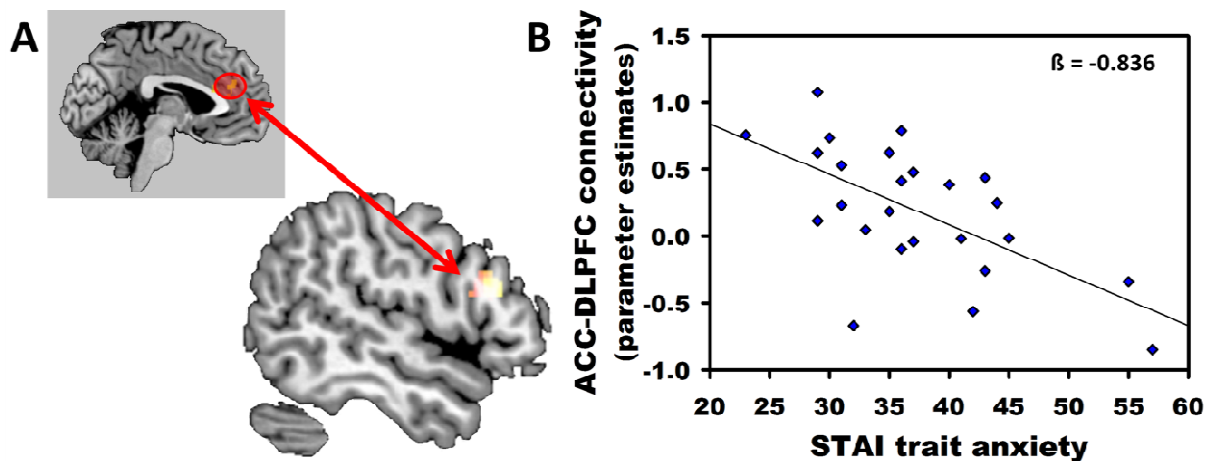 A
B
ACC-DLPFC connectivity
(parameter estimates)
1.5
1.0
0.5
0.0
-0.5
-1.0
ß = -0.836
20 25 30 35 40 45 50 55 60
STAI trait anxiety